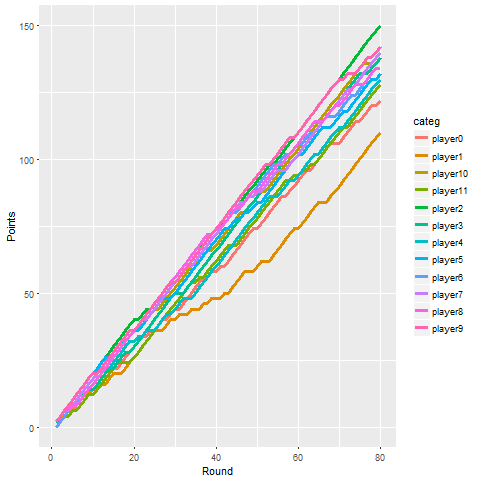 150
100
50
0
Points
0
20
40
60
80
Round
categ
player0
player1
player10
player11
player2
player3
player4
player5
player6
player7
player8
player9